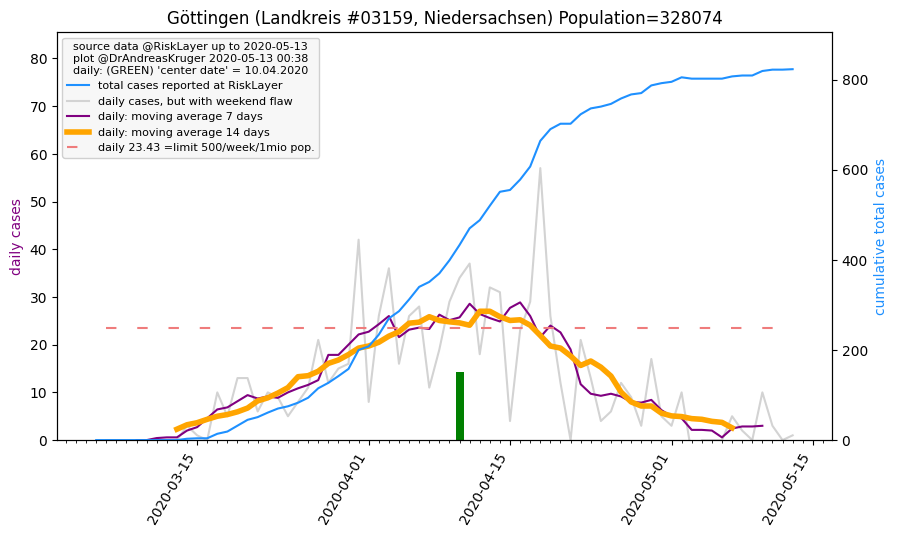 Göttingen (Landkreis #03159, Niedersachsen) Population=328074
source data @RiskLayer up to 2020-05-13
plot @DrAndreasKruger 2020-05-13 00:38
daily: (GREEN) 'center date' = 10.04.2020
total cases reported at RiskLayer
daily cases, but with weekend flaw
daily: moving average 7 days
daily: moving average 14 days
daily 23.43 =limit 500/week/1mio pop.
daily cases
80
70
60
50
40
30
20
10
0
cumulative total cases
800
600
400
200
0
2020-03-15
2020-04-01
2020-04-15
2020-05-01
2020-05-15